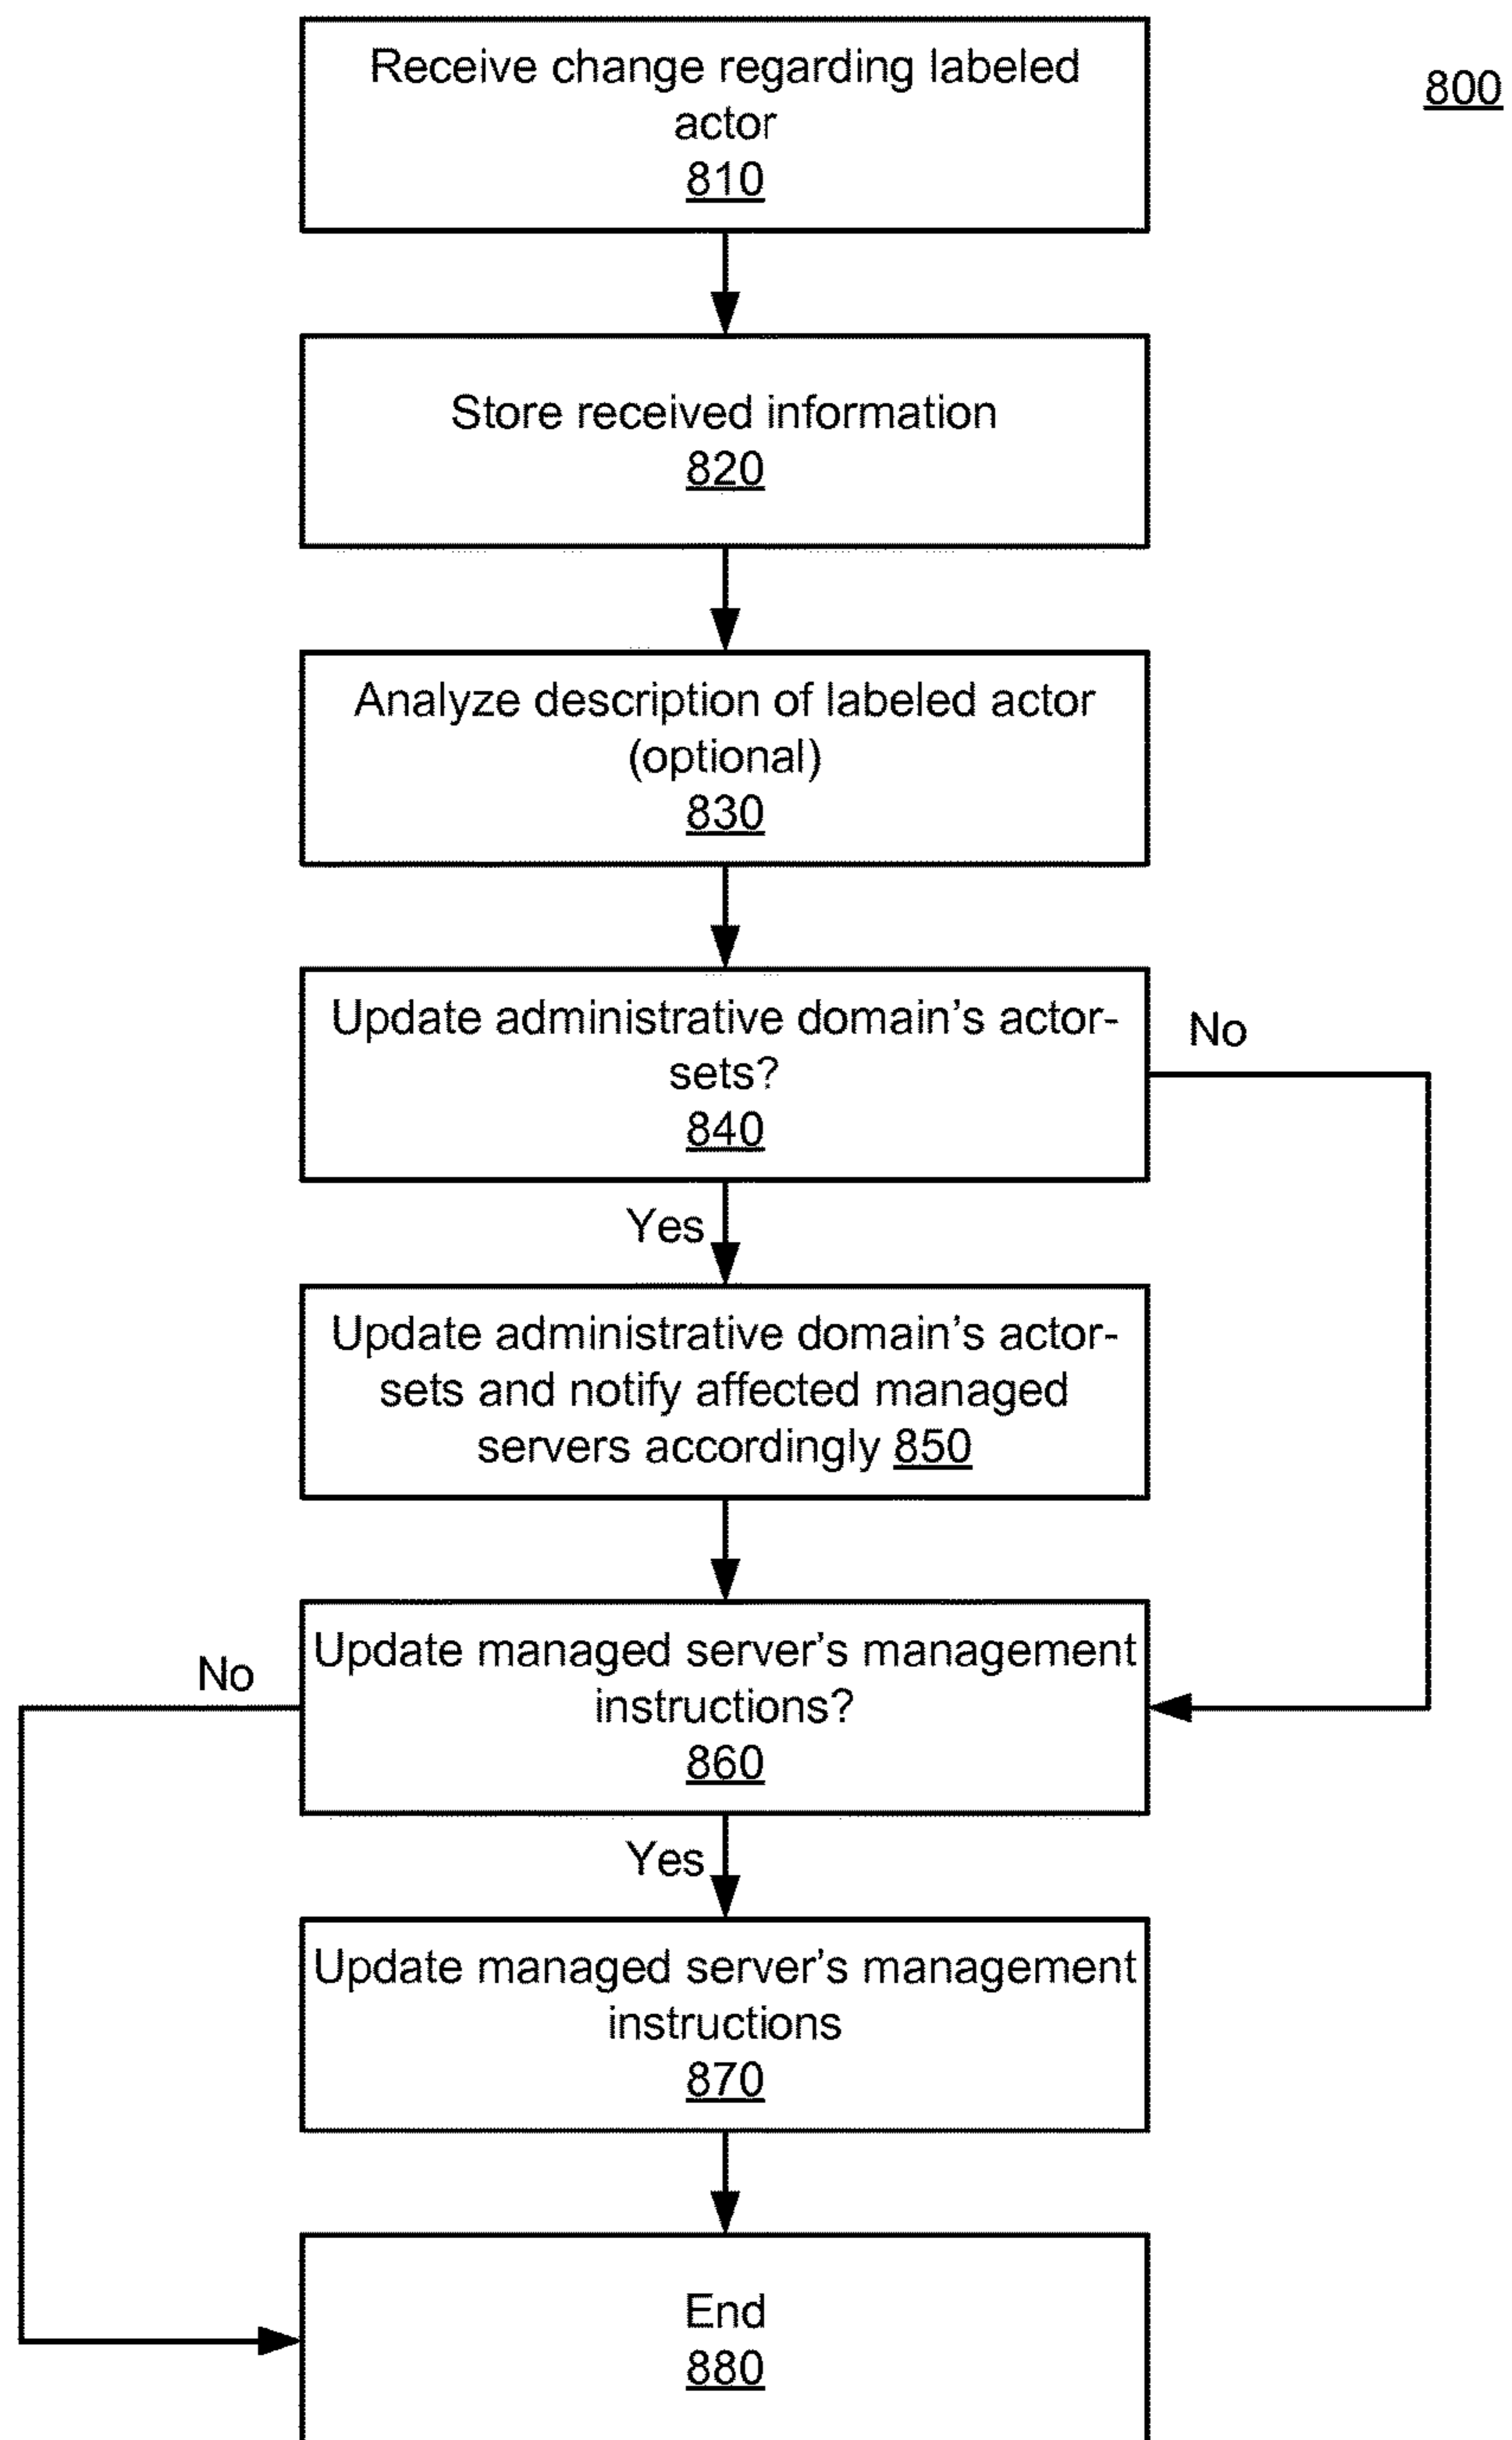 Receive change regarding labeled
actor
810
800
Store received information
820
Analyze description of labeled actor
(optional)
830
Update administrative domain's actor-
sets?
840
No
Yes
Update administrative domain's actor-
sets and notify affected managed
servers accordingly 850
Update managed server's management
instructions?
860
No
Yes
Update managed server's management
instructions
870
End
880